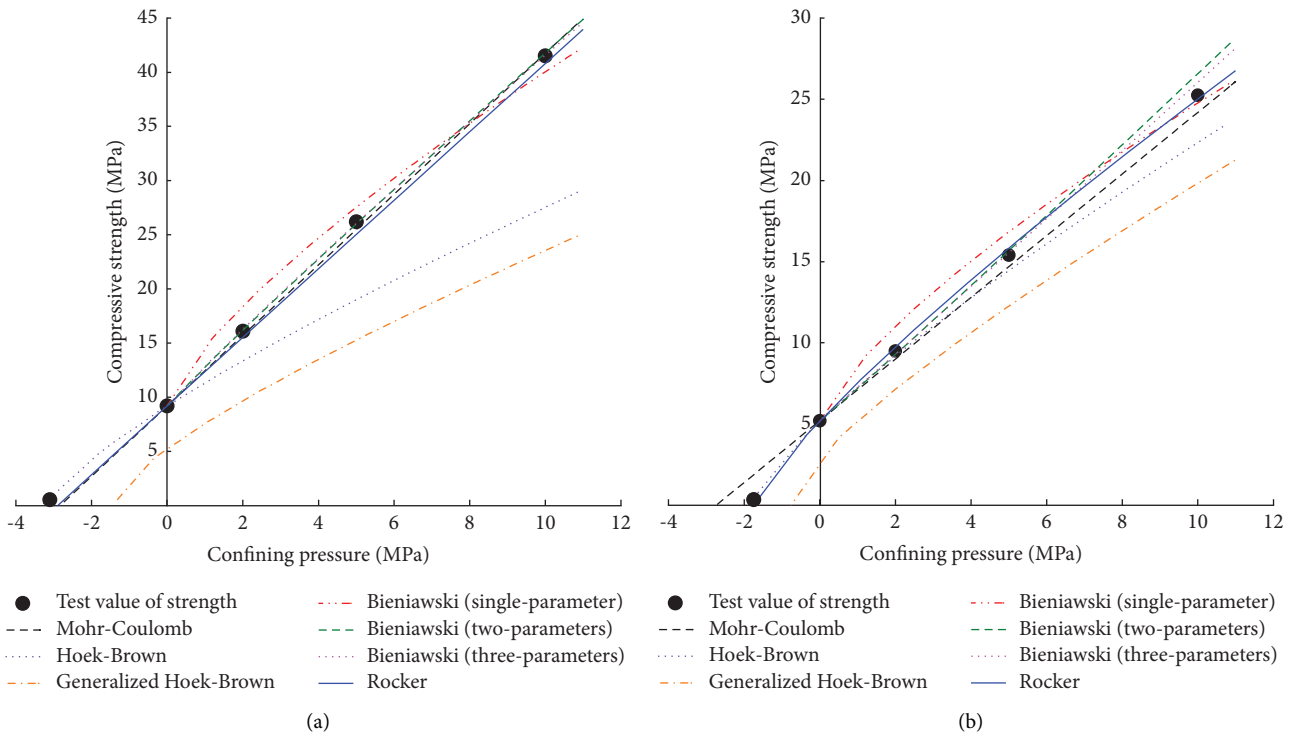 45
40
35
30
25
20
15
10
5
Compressive strength (MPa)
-4
-2
0
2
4
6
8
10
12
Confining pressure (MPa)
Test value of strength
Mohr-Coulomb
Hoek-Brown
Generalized Hoek-Brown
Bieniawski (single-parameter)
Bieniawski (two-parameters)
Bieniawski (three-parameters)
Rocker
(a)
30
25
20
15
10
5
Compressive strength (MPa)
-4
-2
0
2
4
6
8
10
12
Confining pressure (MPa)
Test value of strength
Mohr-Coulomb
Hoek-Brown
Generalized Hoek-Brown
Bieniawski (single-parameter)
Bieniawski (two-parameters)
Bieniawski (three-parameters)
Rocker
(b)